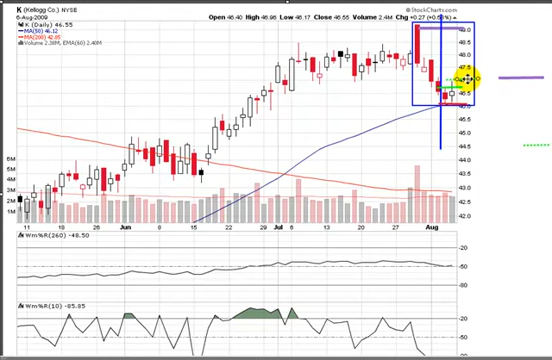 K (Kellogg Co.) NYSE
© StockCharts.com
6-Aug-2009
Open 46.40 High 46.96 Low 46.17 Close 46.55 Volume 2.4M Chg +0.27 (+0.58%)
K (Daily) 46.55
MA(50) 46.12
MA(200) 42.85
Volume 2.38M, EMA(60) 2.40M
49.0
48.5
48.0
47.5
47.0
46.5
46.0
45.5
45.0
44.5
44.0
43.5
43.0
42.5
42.0
6M
5M
4M
3M
2M
1M
11 18 26 Jun 8 15 22 29 Jul 6 13 20 27 Aug
Wm%R(260) -48.50
-20
-50
-80
Wm%R(10) -85.85
-20
-50
-80